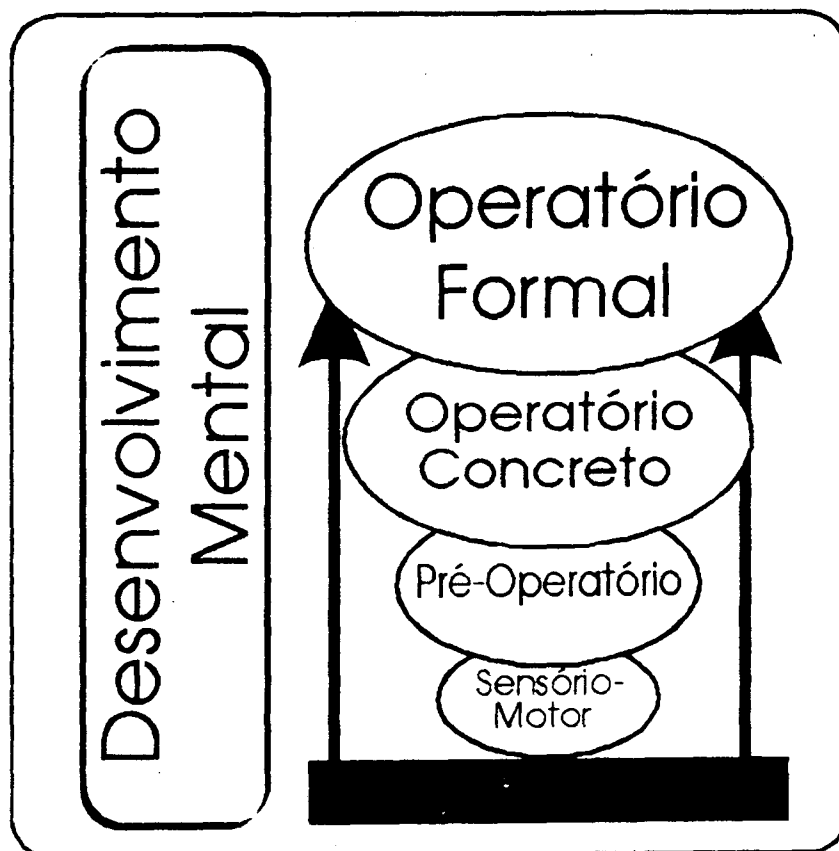 Desenvolvimento
Mental
Operatório
Formal
Operatório
Concreto
Pré-Operatório
Sensório-
Motor